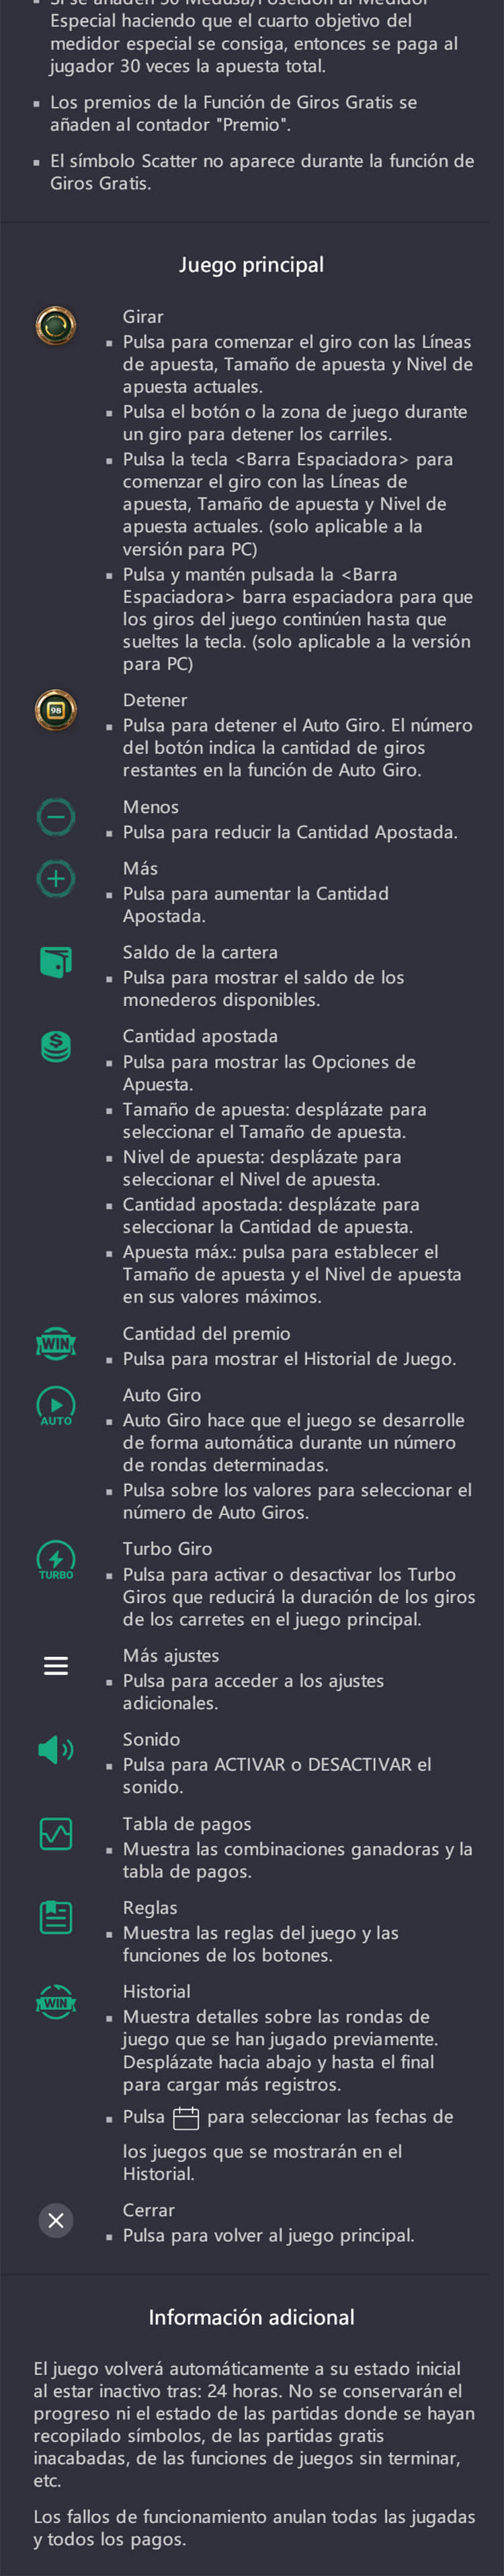 Si se añaden 50 Medusa/Poseidón al Medidor
Especial haciendo que el cuarto objetivo del
medidor especial se consiga, entonces se paga al
jugador 30 veces la apuesta total.
Los premios de la Función de Giros Gratis se
añaden al contador "Premio".
El símbolo Scatter no aparece durante la función de
Giros Gratis.
Juego principal
Girar
Pulsa para comenzar el giro con las Líneas
de apuesta, Tamaño de apuesta y Nivel de
apuesta actuales.
Pulsa el botón o la zona de juego durante
un giro para detener los carriles.
Pulsa la tecla <Barra Espaciadora> para
comenzar el giro con las Líneas de
apuesta, Tamaño de apuesta y Nivel de
apuesta actuales. (solo aplicable a la
versión para PC)
Pulsa y mantén pulsada la <Barra
Espaciadora> barra espaciadora para que
los giros del juego continúen hasta que
sueltes la tecla. (solo aplicable a la versión
para PC)
98
Detener
Pulsa para detener el Auto Giro. El número
del botón indica la cantidad de giros
restantes en la función de Auto Giro.
Menos
Pulsa para reducir la Cantidad Apostada.
Más
Pulsa para aumentar la Cantidad
Apostada.
Saldo de la cartera
Pulsa para mostrar el saldo de los
monederos disponibles.
Cantidad apostada
Pulsa para mostrar las Opciones de
Apuesta.
Tamaño de apuesta: desplázate para
seleccionar el Tamaño de apuesta.
Nivel de apuesta: desplázate para
seleccionar el Nivel de apuesta.
Cantidad apostada: desplázate para
seleccionar la Cantidad de apuesta.
Apuesta máx.: pulsa para establecer el
Tamaño de apuesta y el Nivel de apuesta
en sus valores máximos.
WIN
Cantidad del premio
Pulsa para mostrar el Historial de Juego.
AUTO
Auto Giro
Auto Giro hace que el juego se desarrolle
de forma automática durante un número
de rondas determinadas.
Pulsa sobre los valores para seleccionar el
número de Auto Giros.
TURBO
Turbo Giro
Pulsa para activar o desactivar los Turbo
Giros que reducirá la duración de los giros
de los carretes en el juego principal.
Más ajustes
Pulsa para acceder a los ajustes
adicionales.
Sonido
Pulsa para ACTIVAR o DESACTIVAR el
sonido.
Tabla de pagos
Muestra las combinaciones ganadoras y la
tabla de pagos.
Reglas
Muestra las reglas del juego y las
funciones de los botones.
WIN
Historial
Muestra detalles sobre las rondas de
juego que se han jugado previamente.
Desplázate hacia abajo y hasta el final
para cargar más registros.
Pulsa para seleccionar las fechas de
los juegos que se mostrarán en el
Historial.
Cerrar
Pulsa para volver al juego principal.
Información adicional
El juego volverá automáticamente a su estado inicial
al estar inactivo tras: 24 horas. No se conservarán el
progreso ni el estado de las partidas donde se hayan
recopilado símbolos, de las partidas gratis
inacabadas, de las funciones de juegos sin terminar,
etc.
Los fallos de funcionamiento anulan todas las jugadas
y todos los pagos.